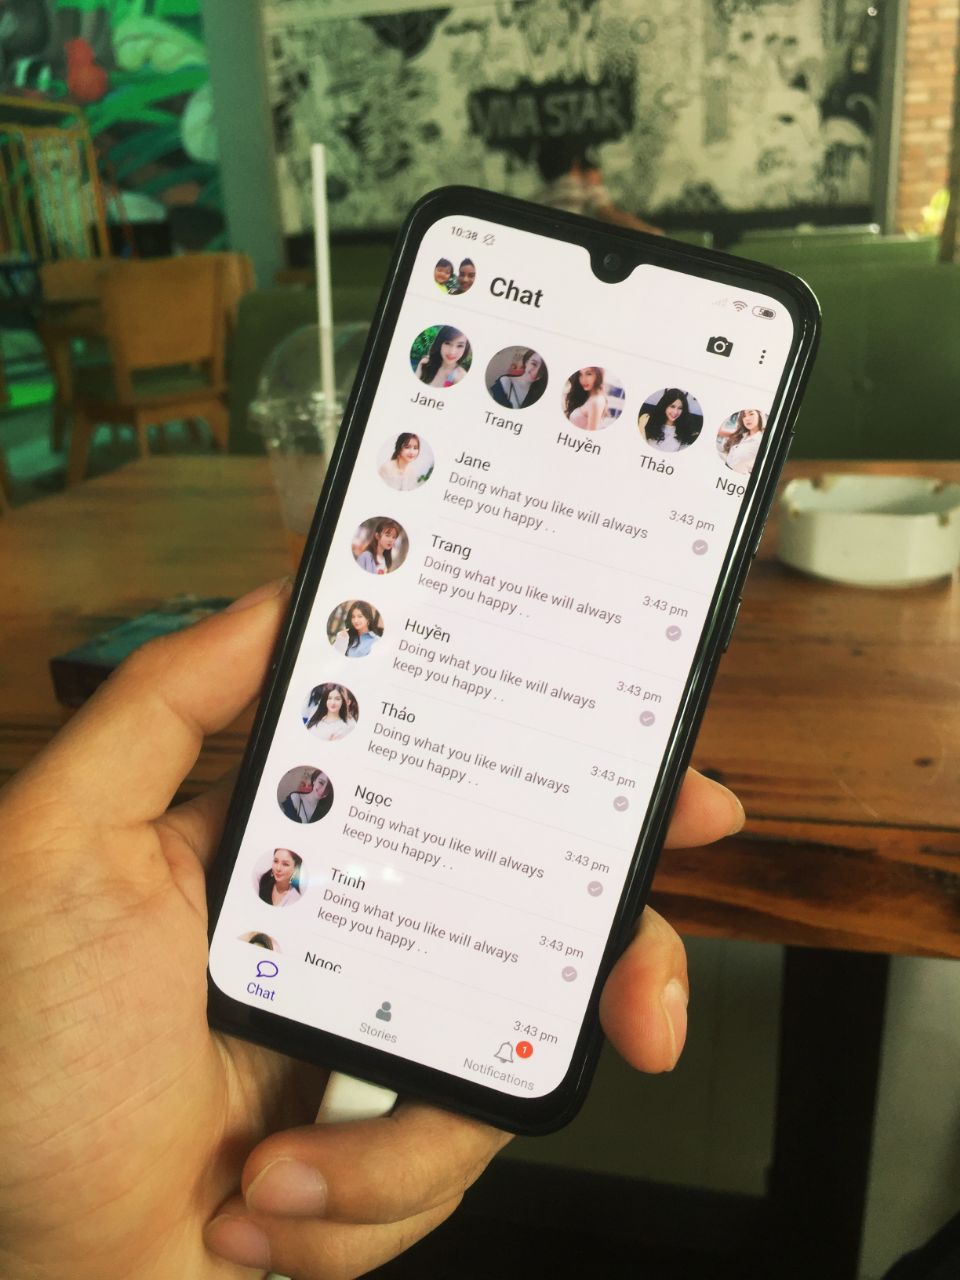 VIVA STAR
10:38
Chat
Jane
Trang
Huyền
Thảo
Ngọ
Jane
Doing what you like will always
keep you happy . .
3:43 pm
Trang
Doing what you like will always
keep you happy . .
3:43 pm
Huyền
Doing what you like will always
keep you happy . .
3:43 pm
Thảo
Doing what you like will always
keep you happy . .
3:43 pm
Ngọc
Doing what you like will always
keep you happy . .
3:43 pm
Trinh
Doing what you like will always
keep you happy . .
3:43 pm
Ngọc
3:43 pm
Chat
Stories
1
Notifications